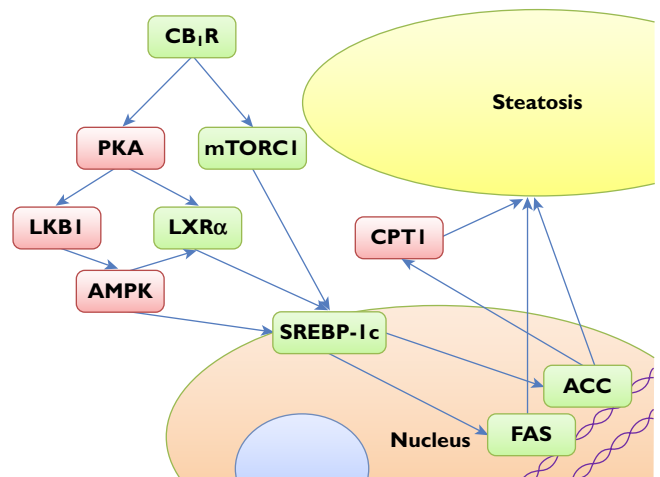 CB₁R
Steatosis
PKA
mTORC1
LKB1
LXRα
CPT1
AMPK
SREBP-1c
ACC
FAS
Nucleus